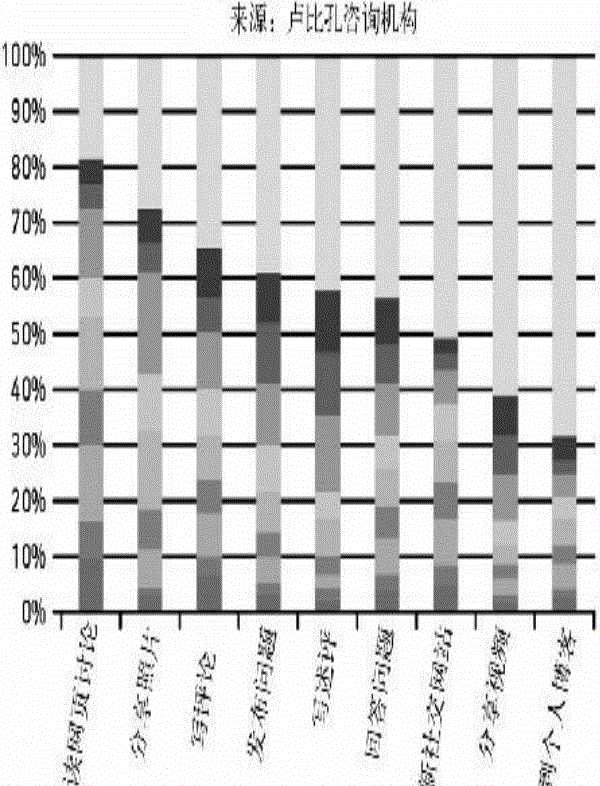 来源：卢比孔咨询机构
100%
90%
80%
70%
60%
50%
40%
30%
20%
10%
0%
读网页讨论
分享照片
写评论
发布问题
写述评
回答问题
新社交网站
分享视频
到个人博客